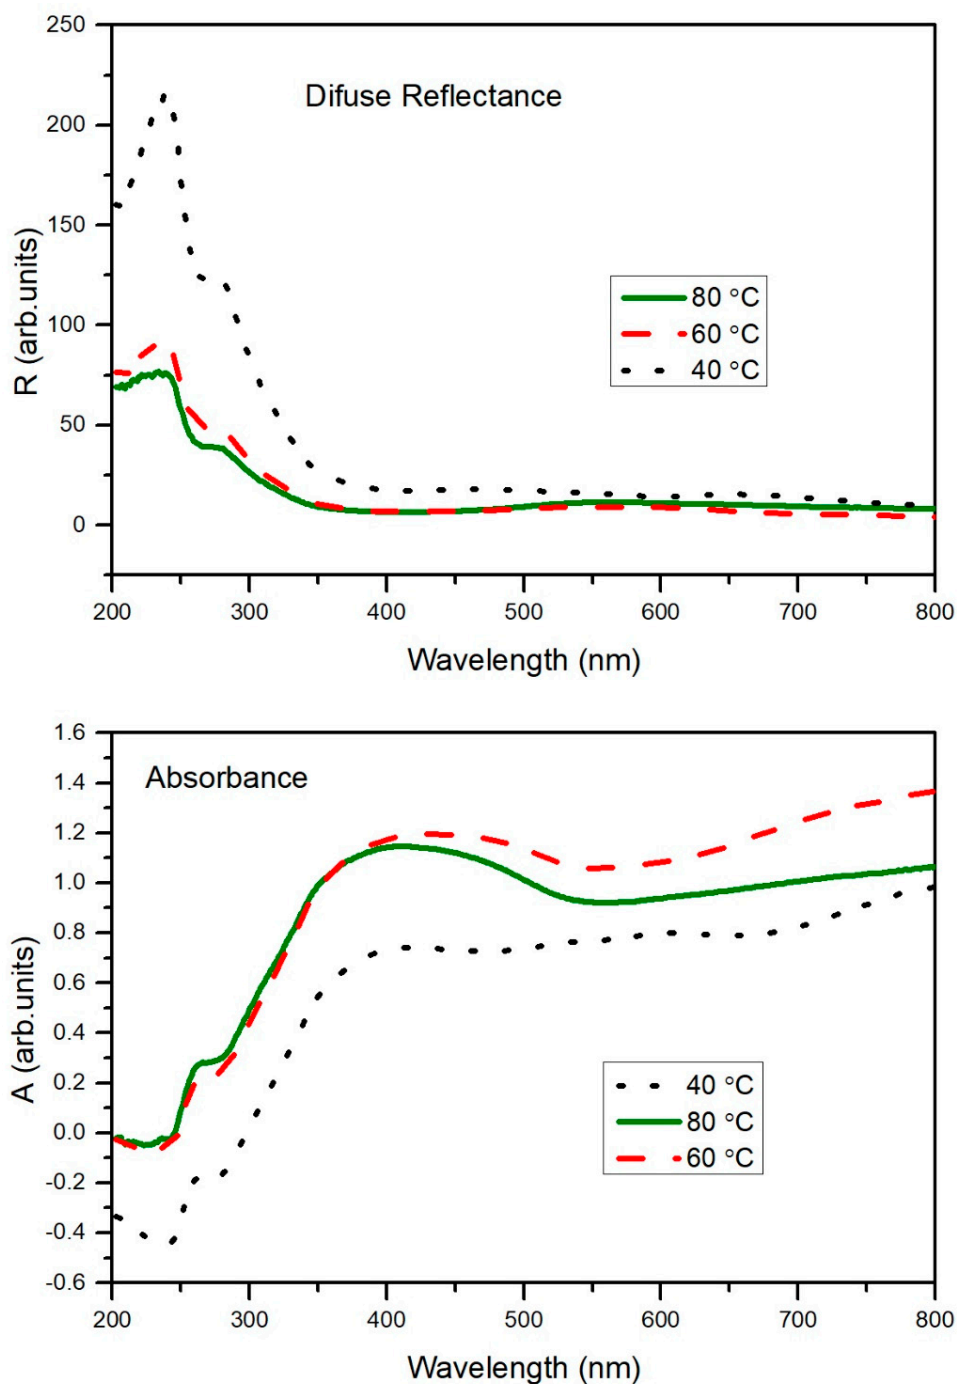 250
Difuse Reflectance
200
150
R (arb.units)
80 °C
60 °C
40 °C
100
50
0
200 300 400 500 600 700 800
Wavelength (nm)
1.6
Absorbance
1.4
1.2
1.0
0.8
A (arb.units)
0.6
0.4
0.2
0.0
-0.2
-0.4
-0.6
40 °C
80 °C
60 °C
200 300 400 500 600 700 800
Wavelength (nm)